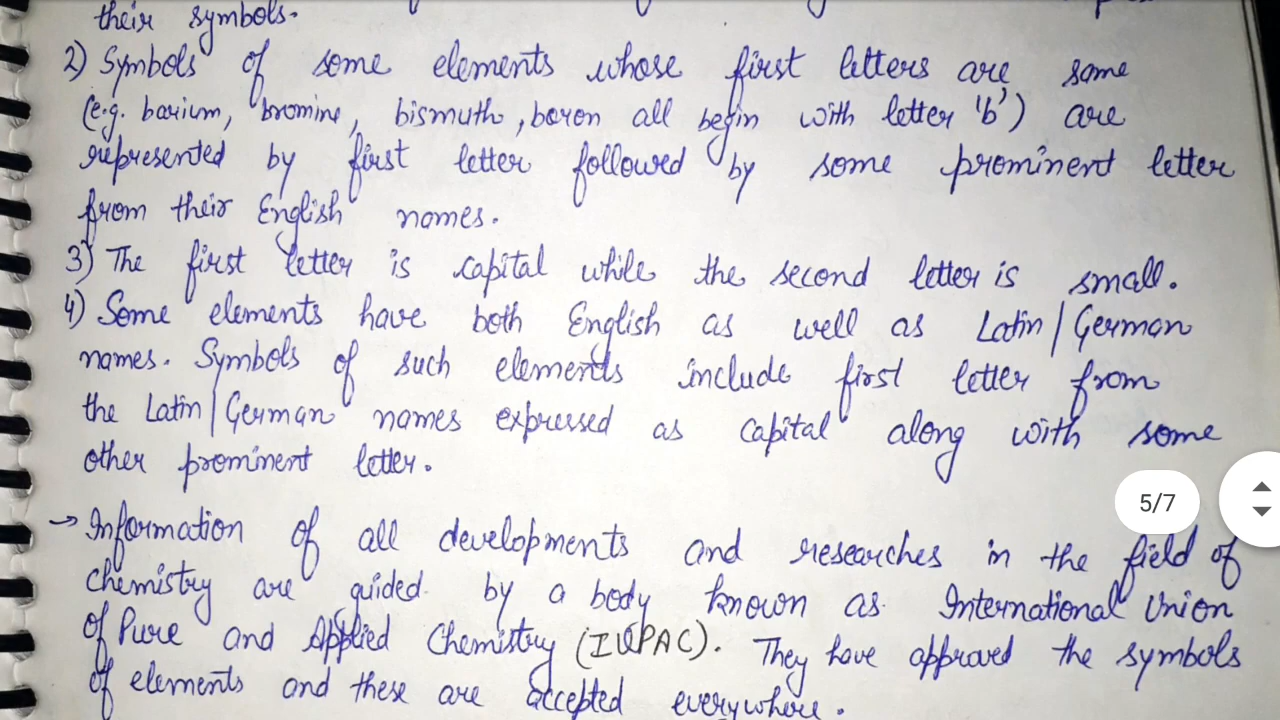 their symbols.
2) Symbols of some elements whose first letters are same
(e.g. barium, bromine, bismuth, boron all begin with letter 'b') are
represented by first letter followed by some prominent letter
from their English names.
3) The first letter is capital while the second letter is small.
4) Some elements have both English as well as Latin/German
names. Symbols of such elements include first letter from
the Latin/German names expressed as capital along with some
other prominent letter.
5/7
→ Information of all developments and researches in the field of
chemistry are guided by a body known as International Union
of Pure and Applied Chemistry (IUPAC). They have approved the symbols
of elements and these are accepted everywhere.